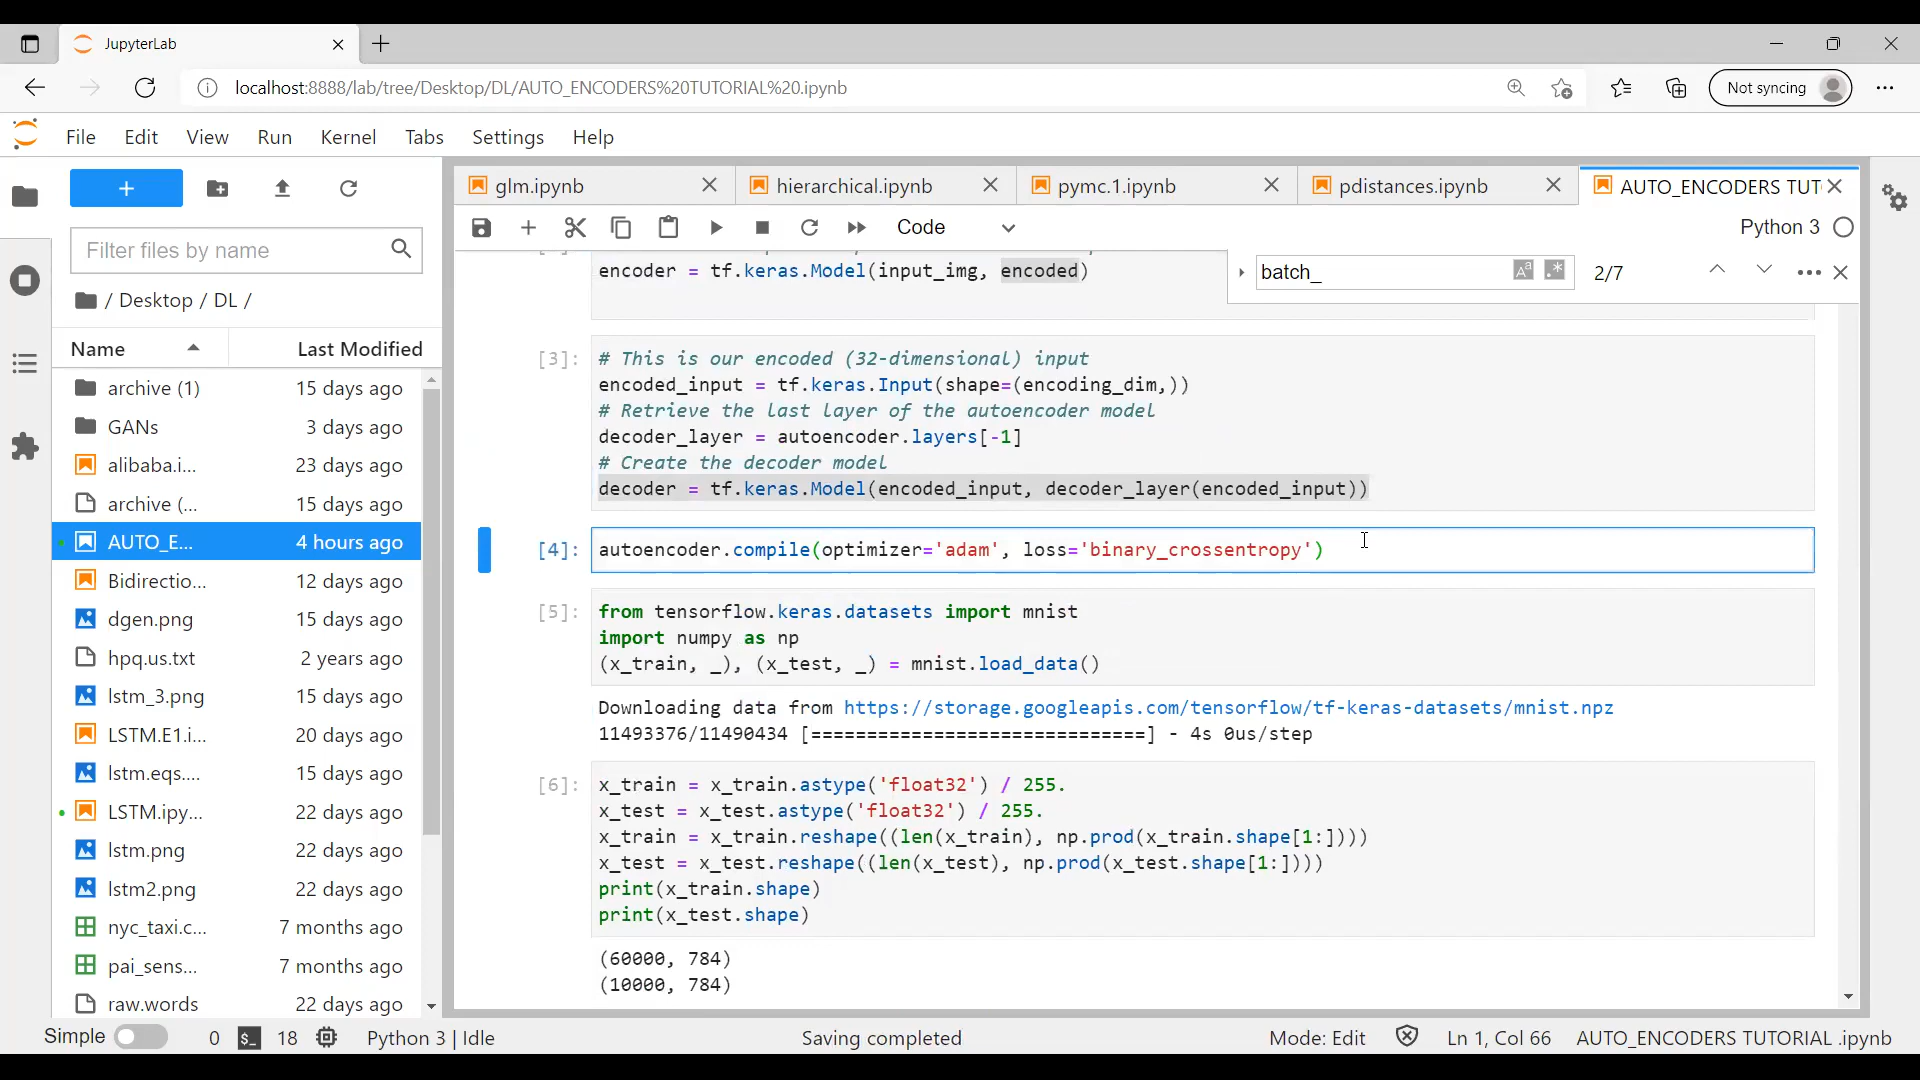 JupyterLab
localhost:8888/lab/tree/Desktop/DL/AUTO_ENCODERS%20TUTORIAL%20.ipynb
Not syncing
File Edit View Run Kernel Tabs Settings Help
glm.ipynb
hierarchical.ipynb
pymc.1.ipynb
pdistances.ipynb
AUTO_ENCODERS TUT
Code
Python 3
Filter files by name
/ Desktop / DL /
Name Last Modified
archive (1) 15 days ago
GANs 3 days ago
alibaba.i... 23 days ago
archive (... 15 days ago
AUTO_E... 4 hours ago
Bidirectio... 12 days ago
dgen.png 15 days ago
hpq.us.txt 2 years ago
lstm_3.png 15 days ago
LSTM.E1.i... 20 days ago
lstm.eqs.... 15 days ago
LSTM.ipy... 22 days ago
lstm.png 22 days ago
lstm2.png 22 days ago
nyc_taxi.c... 7 months ago
pai_sens... 7 months ago
raw.words 22 days ago
batch_
2/7
encoder = tf.keras.Model(input_img, encoded)
[3]:
# This is our encoded (32-dimensional) input
encoded_input = tf.keras.Input(shape=(encoding_dim,))
# Retrieve the last layer of the autoencoder model
decoder_layer = autoencoder.layers[-1]
# Create the decoder model
decoder = tf.keras.Model(encoded_input, decoder_layer(encoded_input))
[4]:
autoencoder.compile(optimizer='adam', loss='binary_crossentropy')
[5]:
from tensorflow.keras.datasets import mnist
import numpy as np
(x_train, _), (x_test, _) = mnist.load_data()
Downloading data from https://storage.googleapis.com/tensorflow/tf-keras-datasets/mnist.npz
11493376/11490434 [==============================] - 4s 0us/step
[6]:
x_train = x_train.astype('float32') / 255.
x_test = x_test.astype('float32') / 255.
x_train = x_train.reshape((len(x_train), np.prod(x_train.shape[1:])))
x_test = x_test.reshape((len(x_test), np.prod(x_test.shape[1:])))
print(x_train.shape)
print(x_test.shape)
(60000, 784)
(10000, 784)
Simple 0 $_ 18 Python 3 | Idle Saving completed Mode: Edit Ln 1, Col 66 AUTO_ENCODERS TUTORIAL .ipynb